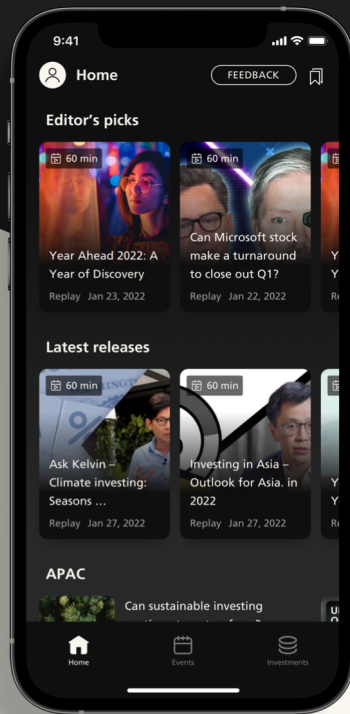 9:41
Home
FEEDBACK
Editor's picks
60 min
Year Ahead 2022: A
Year of Discovery
Replay Jan 23, 2022
60 min
Can Microsoft stock
make a turnaround
to close out Q1?
Replay Jan 22, 2022
Y
Y
Re
Latest releases
60 min
Ask Kelvin –
Climate investing:
Seasons ...
Replay Jan 27, 2022
60 min
Investing in Asia –
Outlook for Asia. in
2022
Replay Jan 27, 2022
Y
Y
Re
APAC
Can sustainable investing
Home
Events
Investments